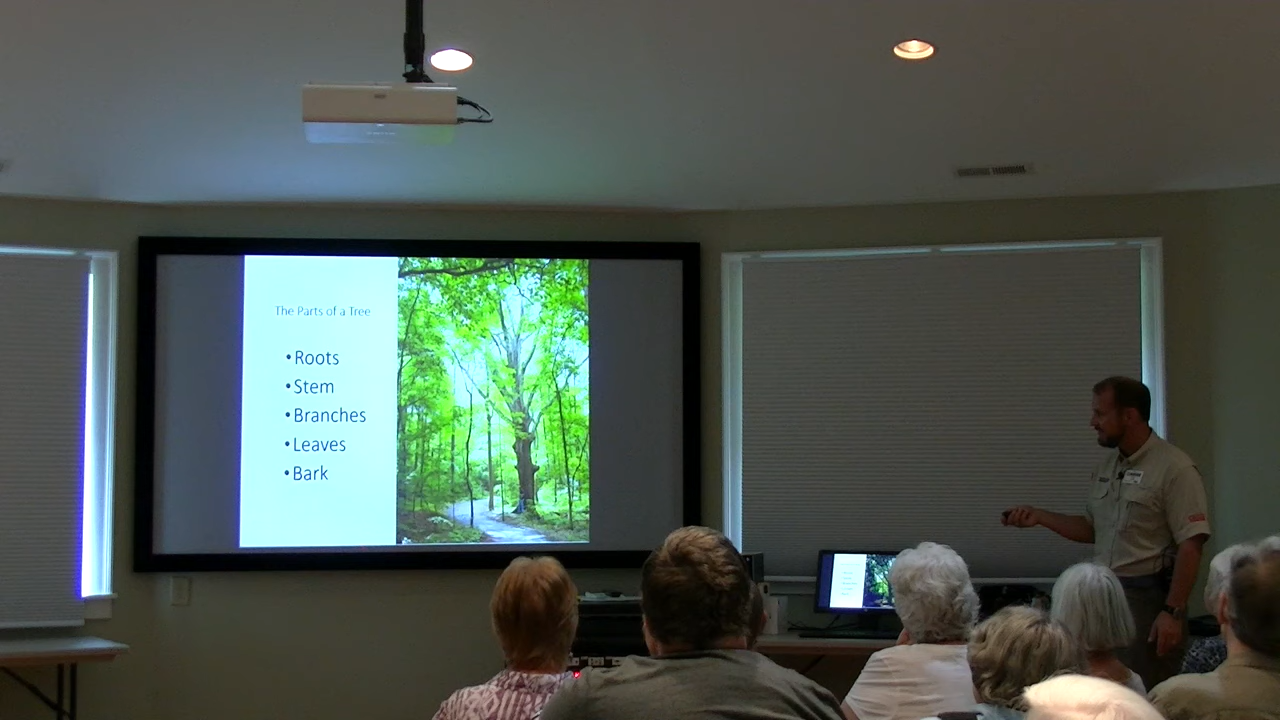 The Parts of a Tree
•Roots
•Stem
•Branches
•Leaves
•Bark